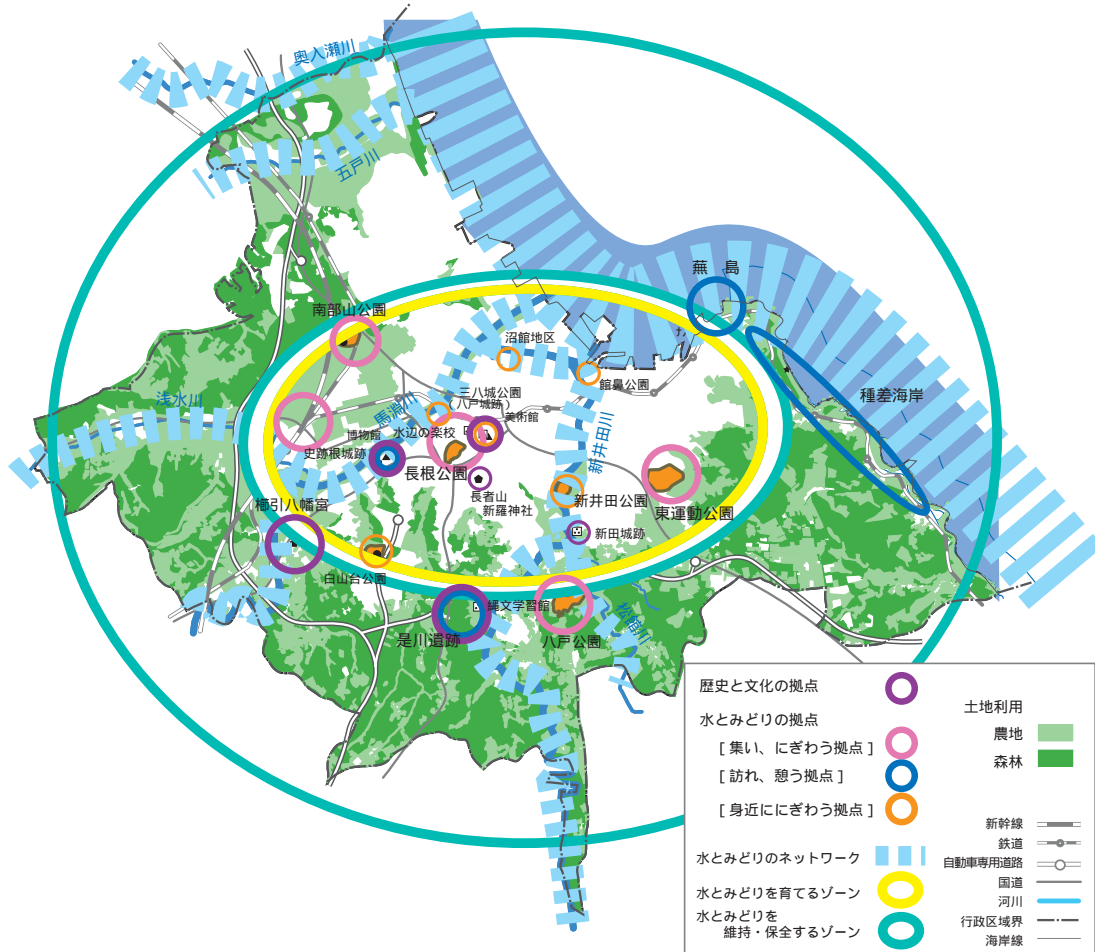 奥入瀬川
五戸川
蕪 島
南部山公園
沼館地区
館鼻公園
種差海岸
浅水川
馬淵川
三八城公園
(八戸城跡)
美術館
博物館
水辺の楽校
史跡根城跡
新井田川
長根公園
櫛引八幡宮
長者山
新羅神社
新井田公園
東運動公園
新田城跡
白山台公園
縄文学習館
是川遺跡
八戸公園
松館川
歴史と文化の拠点
水とみどりの拠点
[ 集い、にぎわう拠点 ]
[ 訪れ、憩う拠点 ]
[ 身近ににぎわう拠点 ]
水とみどりのネットワーク
水とみどりを育てるゾーン
水とみどりを
維持・保全するゾーン
土地利用
農地
森林
新幹線
鉄道
自動車専用道路
国道
河川
行政区域界
海岸線